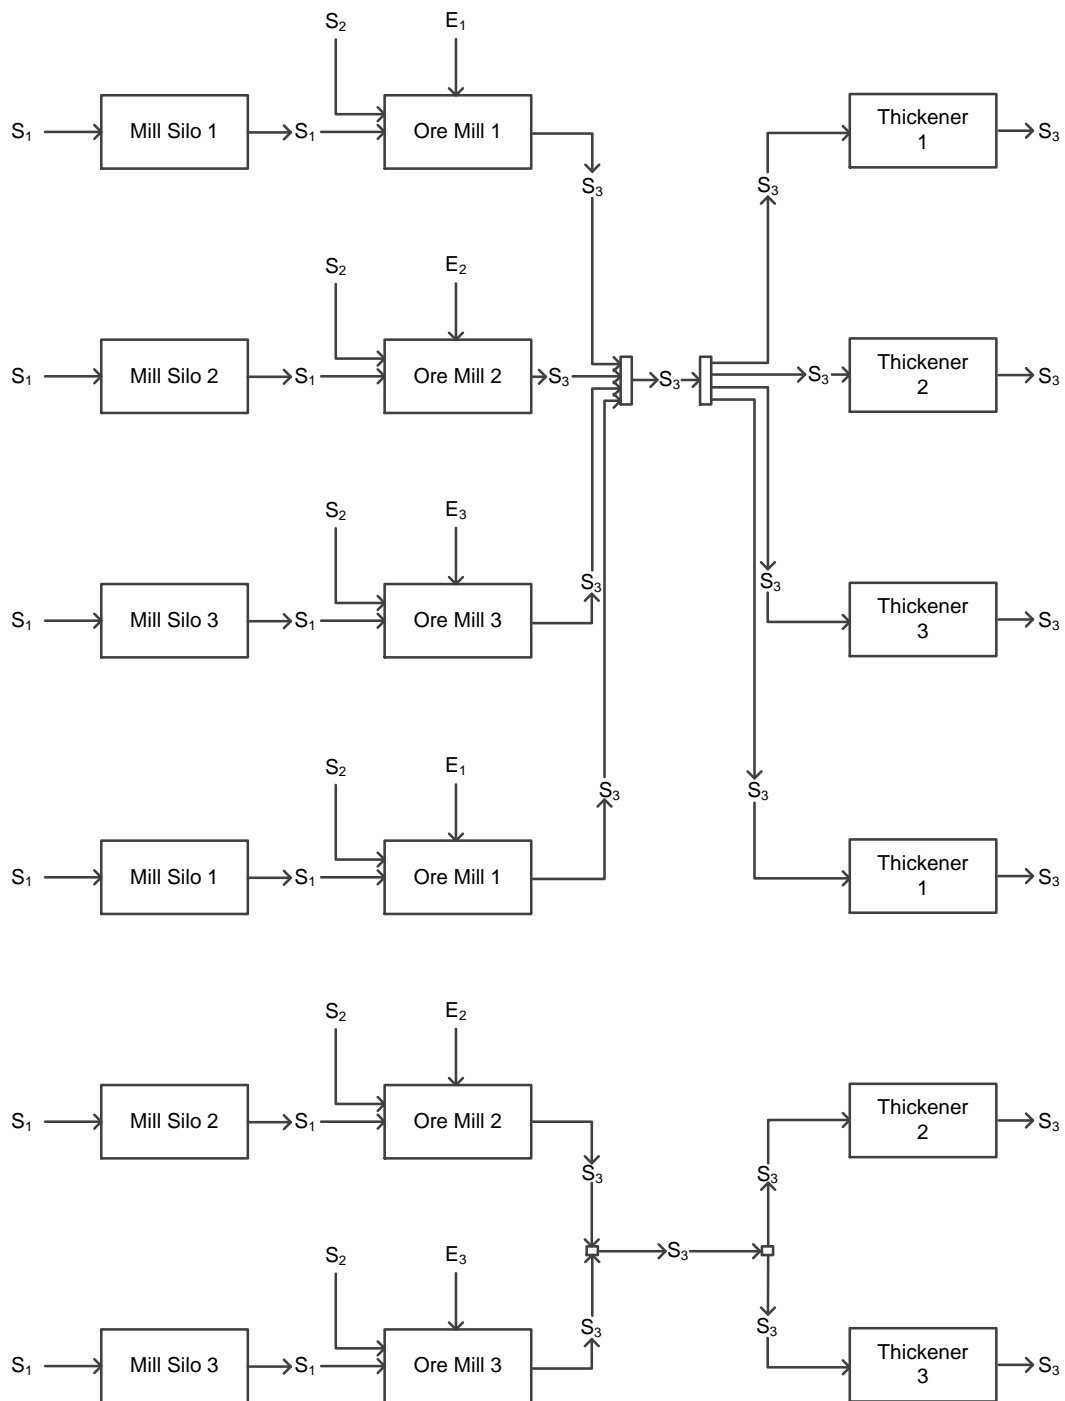 S₂ E₁
S₁ Mill Silo 1 S₁ Ore Mill 1 Thickener 1 S₃
S₃ S₃
S₂ E₂
S₁ Mill Silo 2 S₁ Ore Mill 2 S₃ S₃ S₃ Thickener 2 S₃
S₂ E₃
S₃ S₃
S₁ Mill Silo 3 S₁ Ore Mill 3 Thickener 3 S₃
S₂ E₁
S₃ S₃
S₁ Mill Silo 1 S₁ Ore Mill 1 Thickener 1 S₃
S₂ E₂
S₁ Mill Silo 2 S₁ Ore Mill 2 Thickener 2 S₃
S₃ S₃
S₂ E₃ S₃
S₃ S₃
S₁ Mill Silo 3 S₁ Ore Mill 3 Thickener 3 S₃